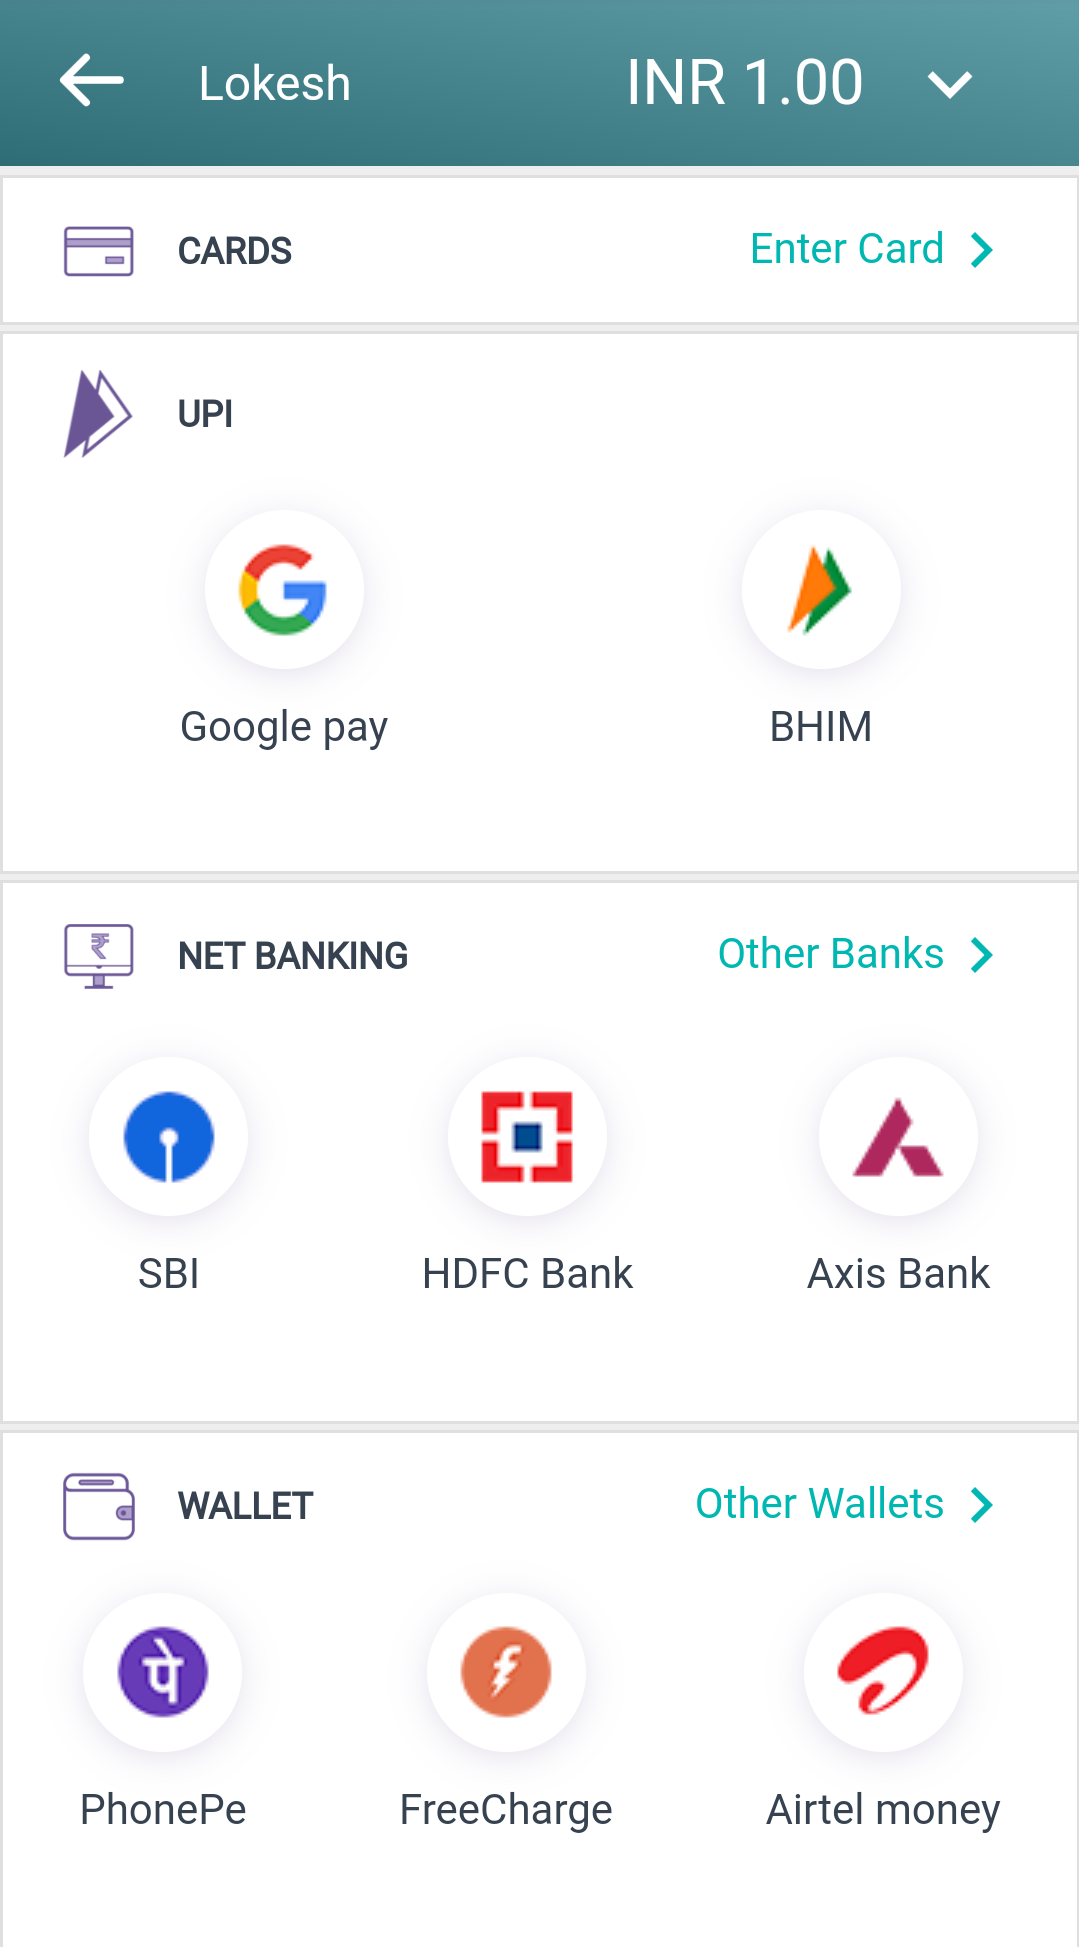 Lokesh INR 1.00
CARDS Enter Card
UPI
Google pay BHIM
₹
NET BANKING Other Banks
SBI HDFC Bank Axis Bank
WALLET Other Wallets
पे
PhonePe FreeCharge Airtel money